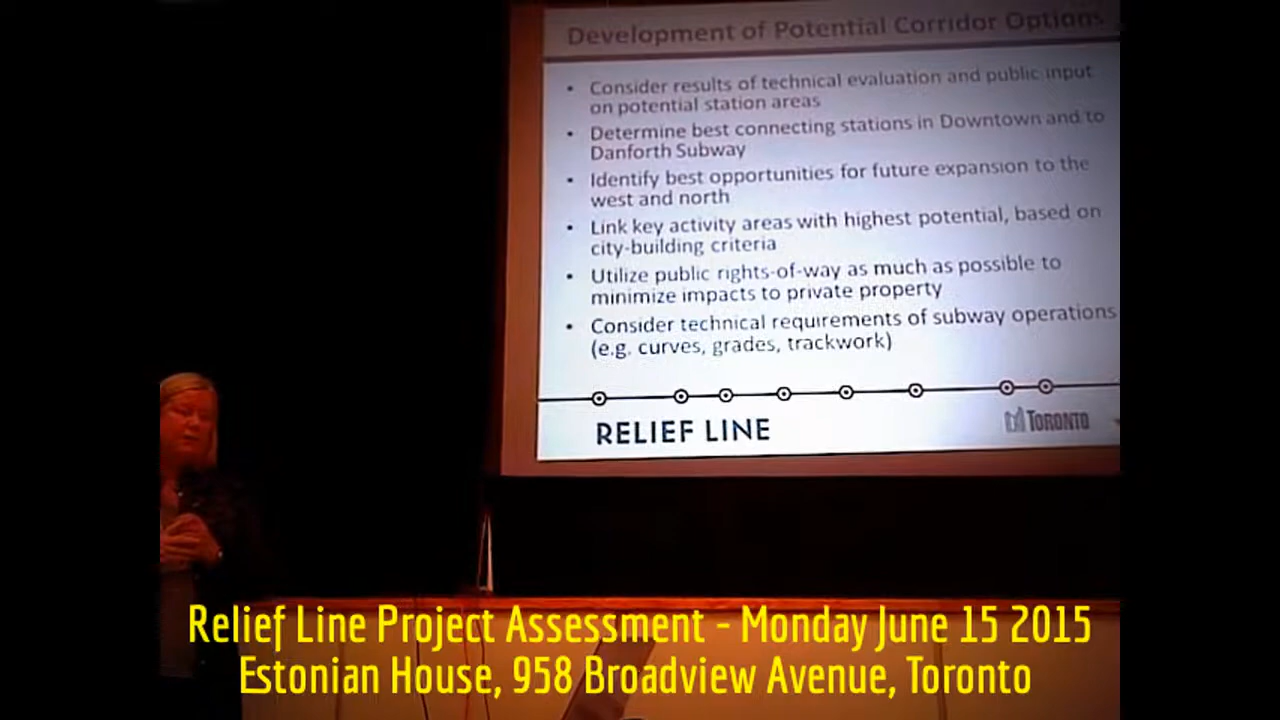 Development of Potential Corridor Options
• Consider results of technical evaluation and public input
on potential station areas
• Determine best connecting stations in Downtown and to
Danforth Subway
• Identify best opportunities for future expansion to the
west and north
• Link key activity areas with highest potential, based on
city-building criteria
• Utilize public rights-of-way as much as possible to
minimize impacts to private property
• Consider technical requirements of subway operations
(e.g. curves, grades, trackwork)
RELIEF LINE
TORONTO
Relief Line Project Assessment - Monday June 15 2015
Estonian House, 958 Broadview Avenue, Toronto